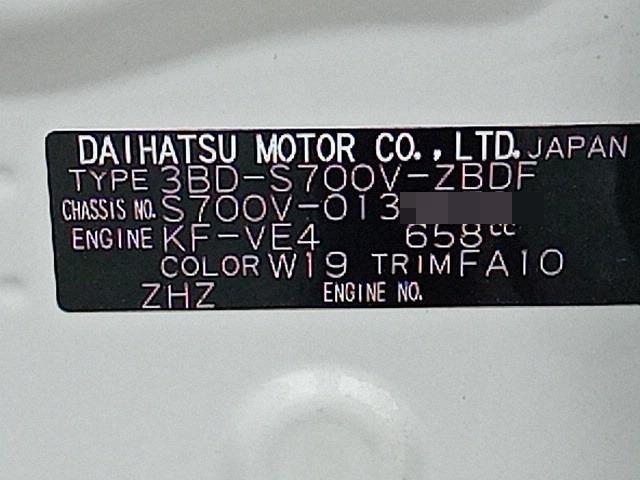 DAIHATSU MOTOR CO., LTD. JAPAN
TYPE 3BD-S700V-ZBDF
CHASSIS NO. S700V-013
ENGINE KF-VE4 658cc
COLOR W19 TRIM FA10
ZHZ ENGINE NO.